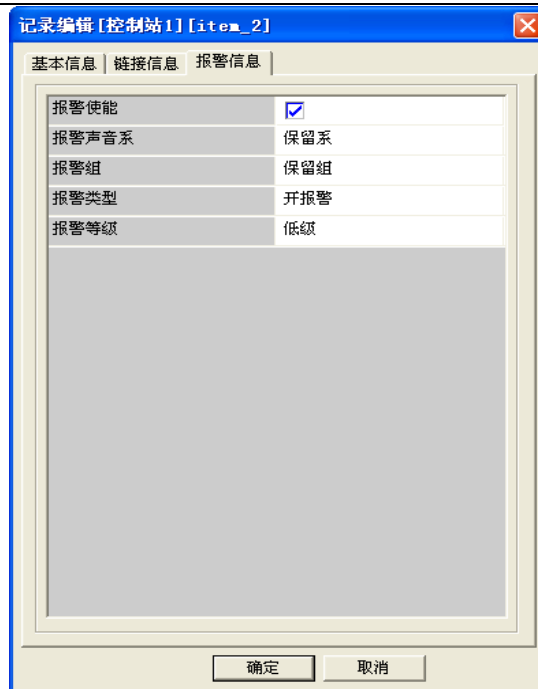 记录编辑[控制站1][item_2]
基本信息 链接信息 报警信息
报警使能
报警声音系 保留系
报警组 保留组
报警类型 开报警
报警等级 低级
确定 取消